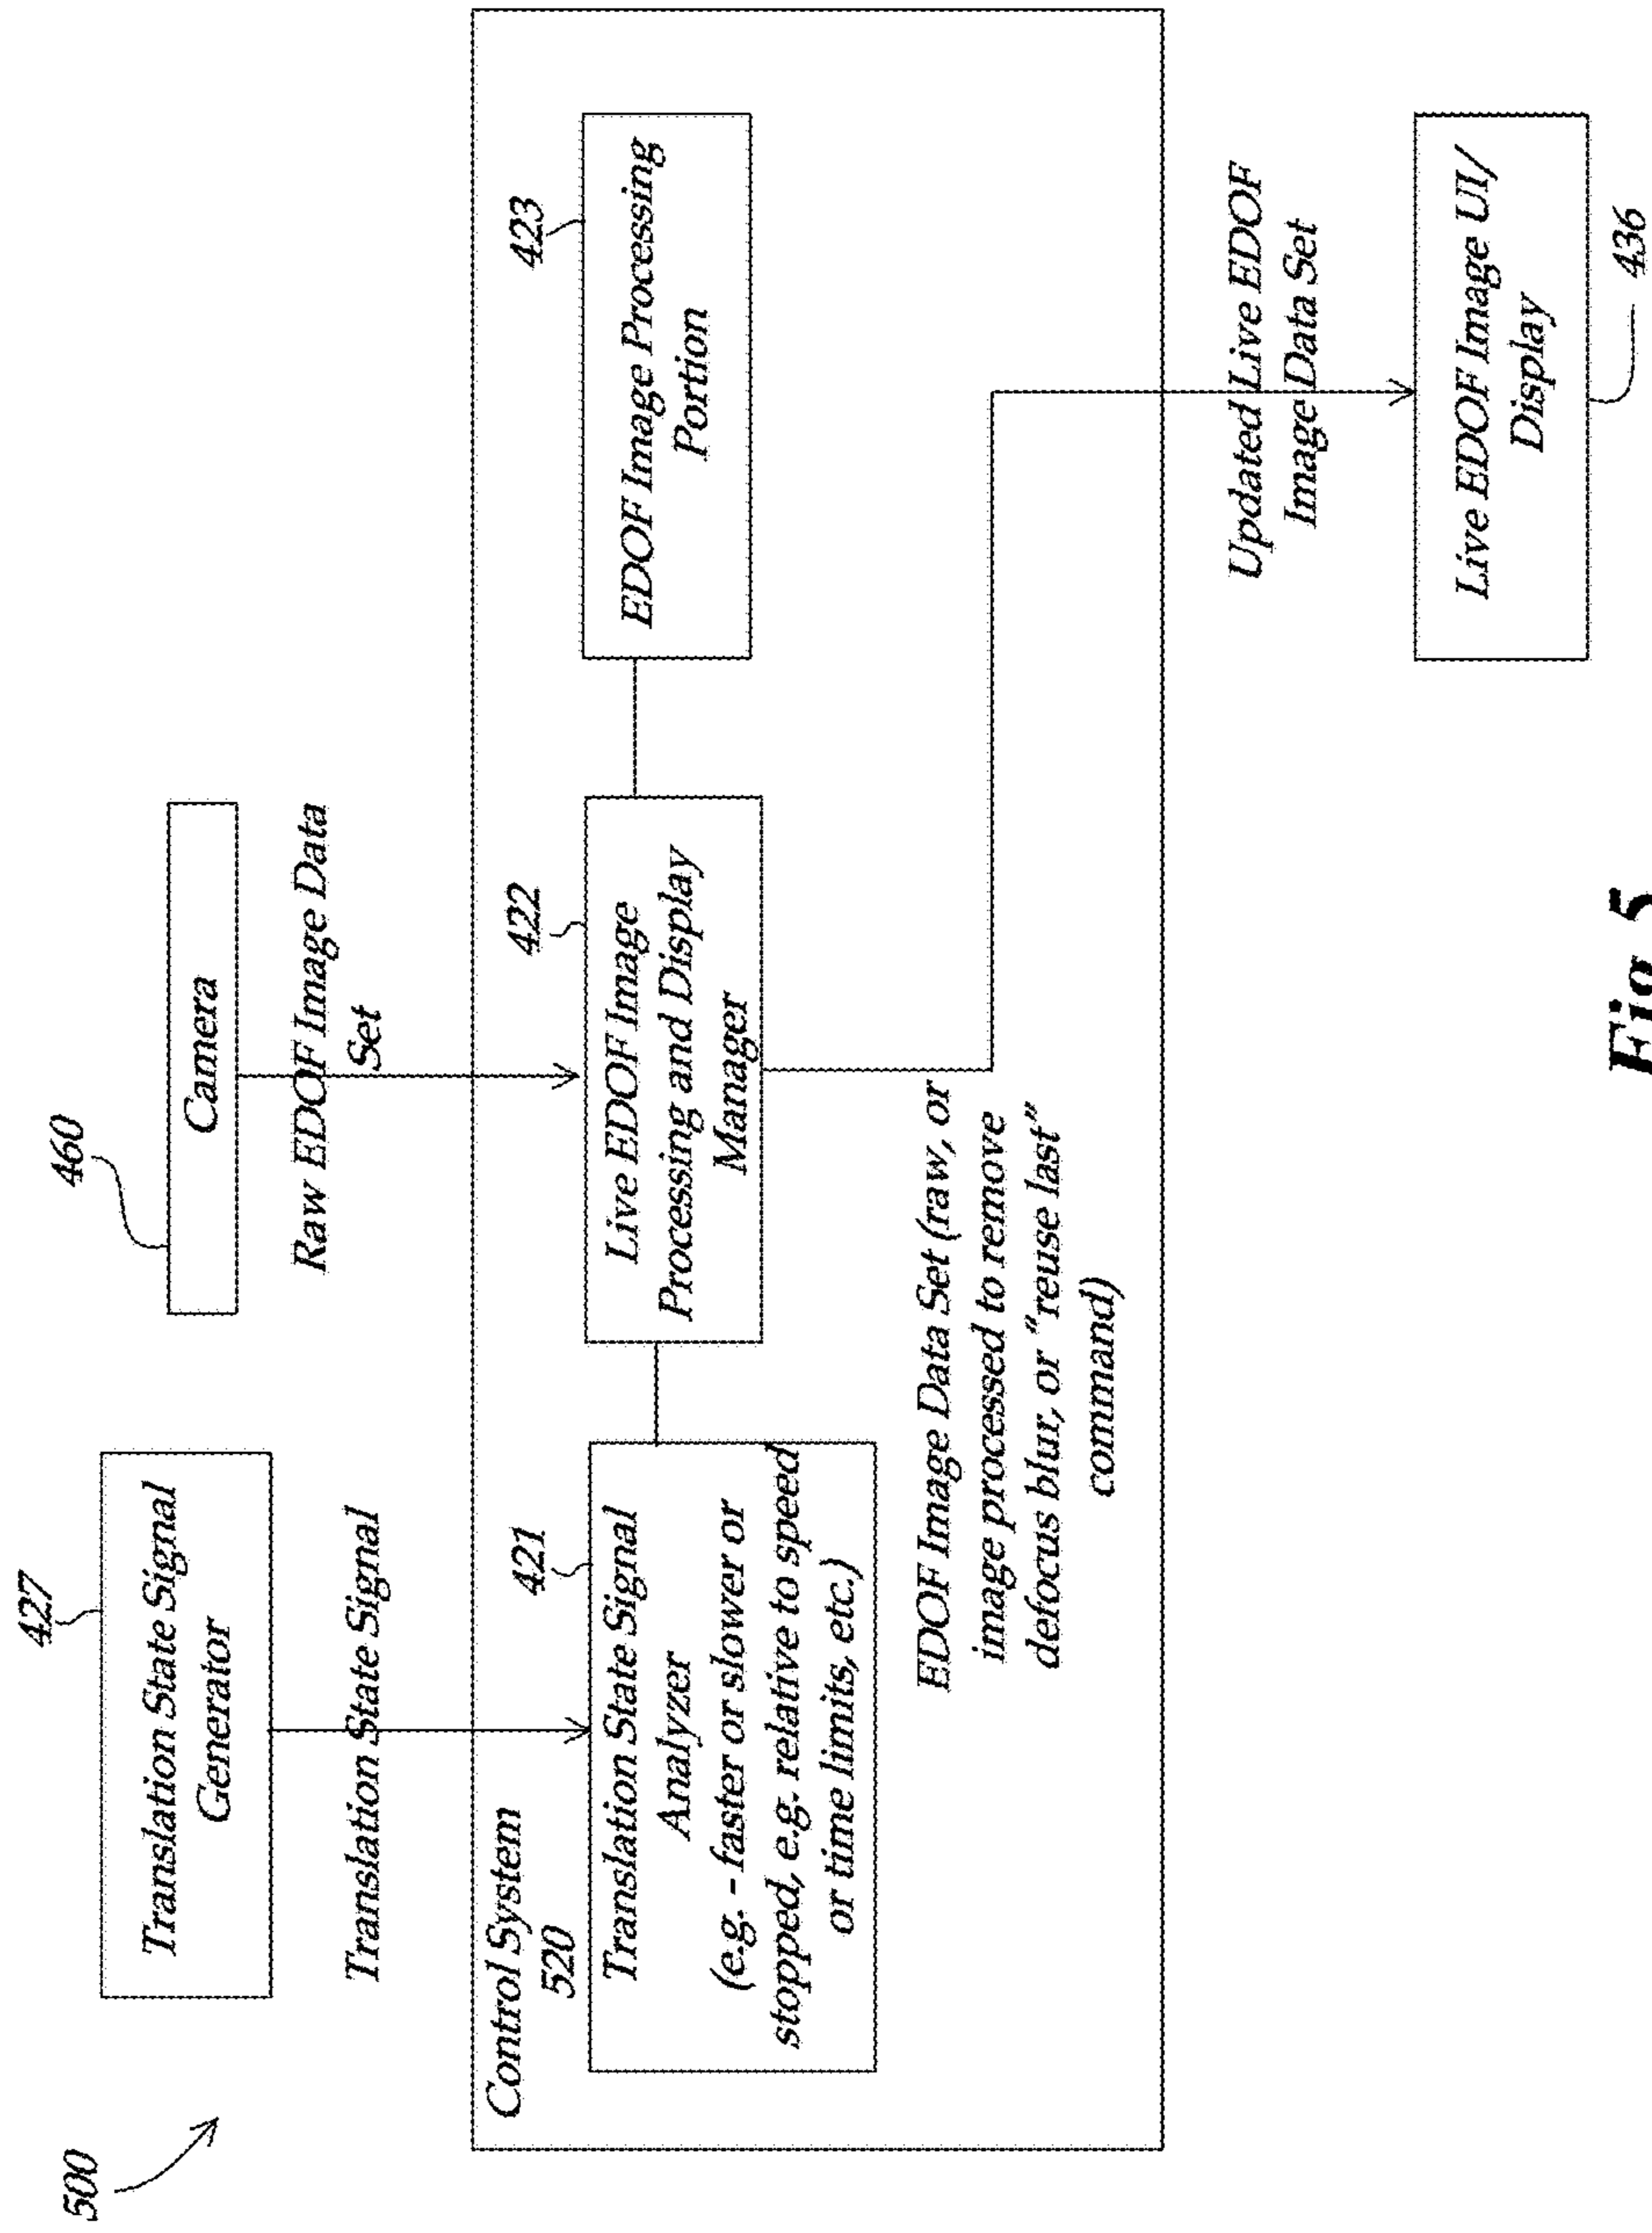 500
427
Translation State Signal
Generator
Translation State Signal
460
Camera
Raw EDOF Image Data
Set
Control System
520
421
Translation State Signal
Analyzer
(e.g. - faster or slower or
stopped, e.g. relative to speed
or time limits, etc.)
422
Live EDOF Image
Processing and Display
Manager
423
EDOF Image Processing
Portion
EDOF Image Data Set (raw, or
image processed to remove
defocus blur, or "reuse last"
command)
Updated Live EDOF
Image Data Set
Live EDOF Image UI/
Display
436
Fig. 5